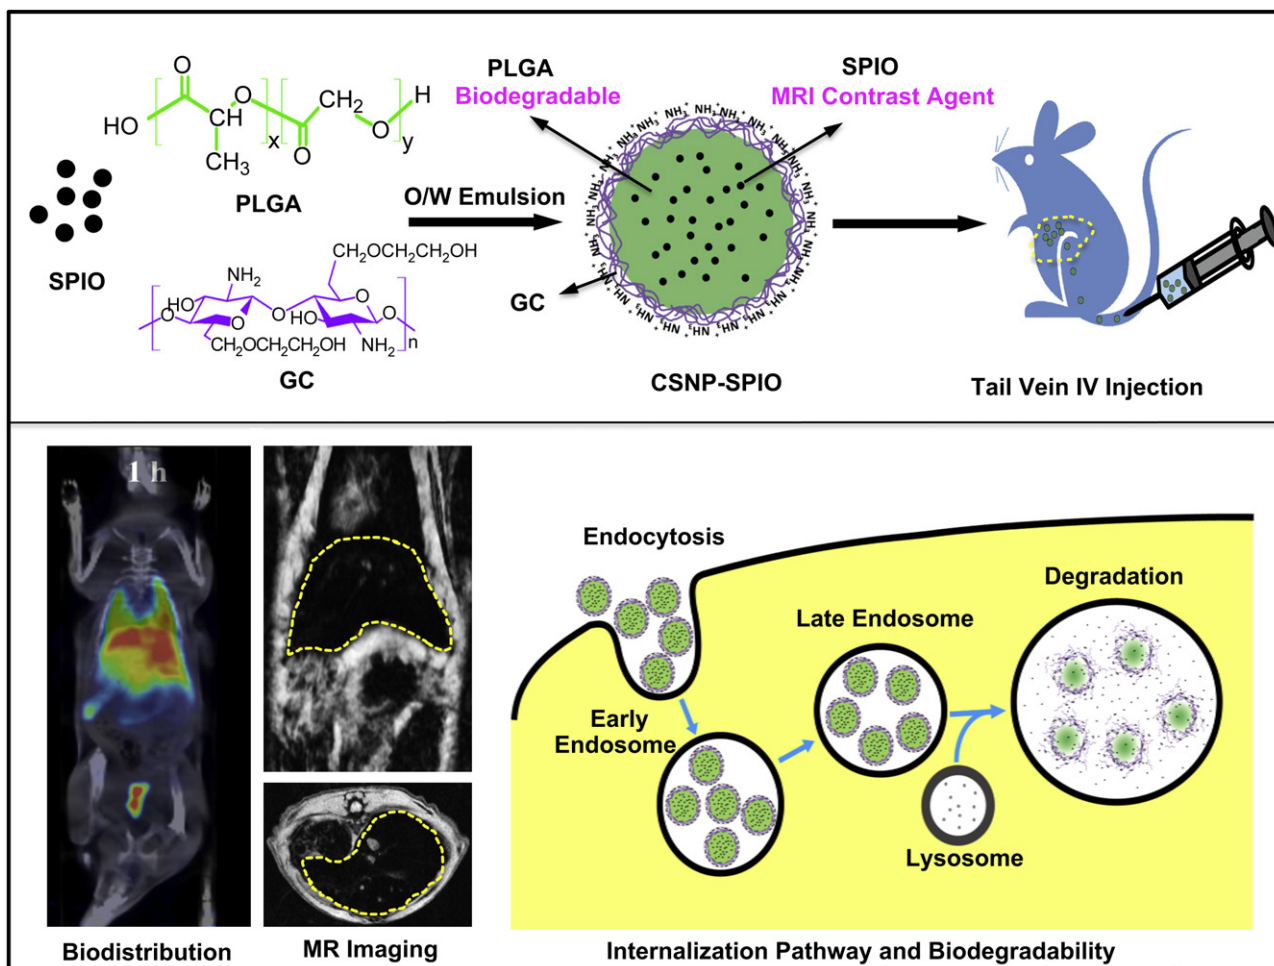 O
O
CH
CH₂
H
HO
x
O
O
y
CH₃
PLGA
SPIO
PLGA
Biodegradable
SPIO
MRI Contrast Agent
O/W Emulsion
CH₂OCH₂CH₂OH
NH₂
HO
O
O
O
HO
O
O
CH₂OCH₂CH₂OH
NH₂
n
GC
NH₃⁺
GC
CSNP-SPIO
Tail Vein IV Injection
1 h
Endocytosis
Early
Endosome
Late Endosome
Lysosome
Degradation
Biodistribution
MR Imaging
Internalization Pathway and Biodegradability